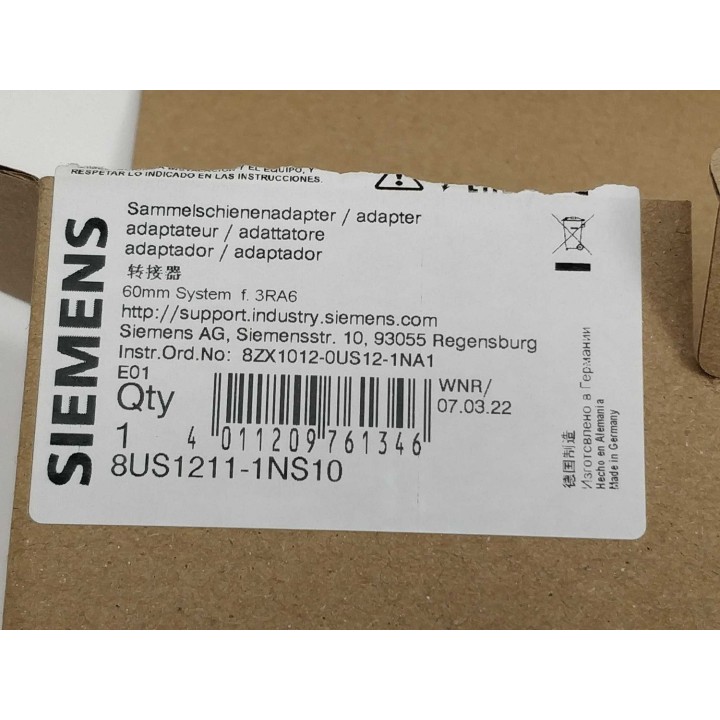 Y EL EQUIPO, Y
RESPETAR LO INDICADO EN LAS INSTRUCCIONES.
SIEMENS
Sammelschienenadapter / adapter
adaptateur / adattatore
adaptador / adaptador
转接器
60mm System f. 3RA6
http://support.industry.siemens.com
Siemens AG, Siemensstr. 10, 93055 Regensburg
Instr.Ord.No: 8ZX1012-0US12-1NA1
E01
Qty
1
4 011209 761346
WNR/
07.03.22
8US1211-1NS10
德国制造
Изготовлено в Германии
Hecho en Alemania
Made in Germany